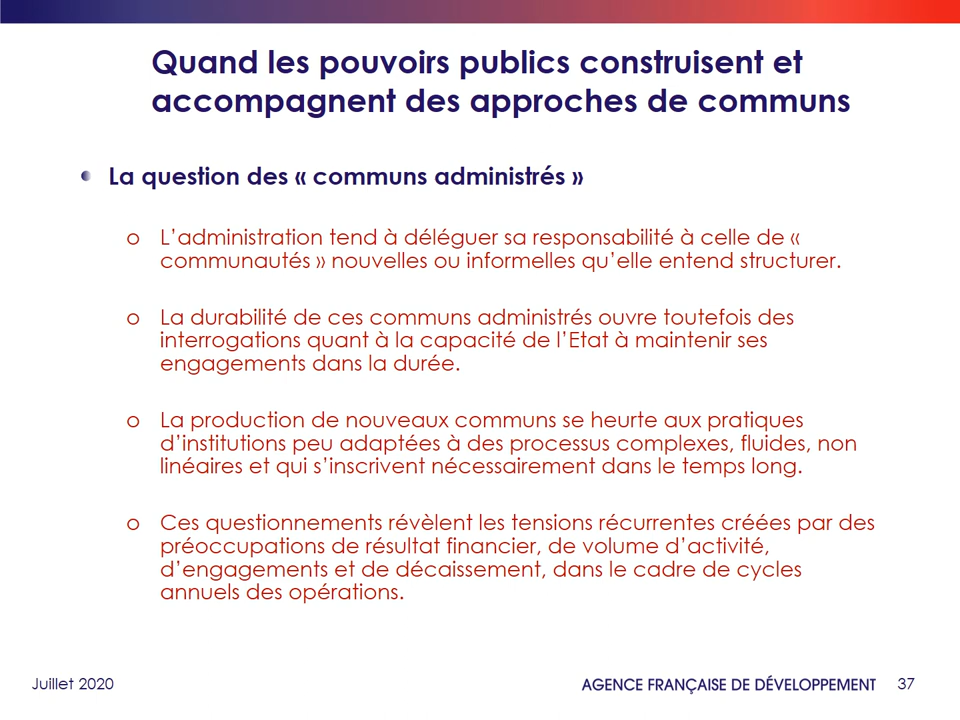 Quand les pouvoirs publics construisent et
accompagnent des approches de communs
La question des « communs administrés »
o L’administration tend à déléguer sa responsabilité à celle de «
communautés » nouvelles ou informelles qu’elle entend structurer.
o La durabilité de ces communs administrés ouvre toutefois des
interrogations quant à la capacité de l’Etat à maintenir ses
engagements dans la durée.
o La production de nouveaux communs se heurte aux pratiques
d’institutions peu adaptées à des processus complexes, fluides, non
linéaires et qui s’inscrivent nécessairement dans le temps long.
o Ces questionnements révèlent les tensions récurrentes créées par des
préoccupations de résultat financier, de volume d’activité,
d’engagements et de décaissement, dans le cadre de cycles
annuels des opérations.
Juillet 2020 AGENCE FRANÇAISE DE DÉVELOPPEMENT 37